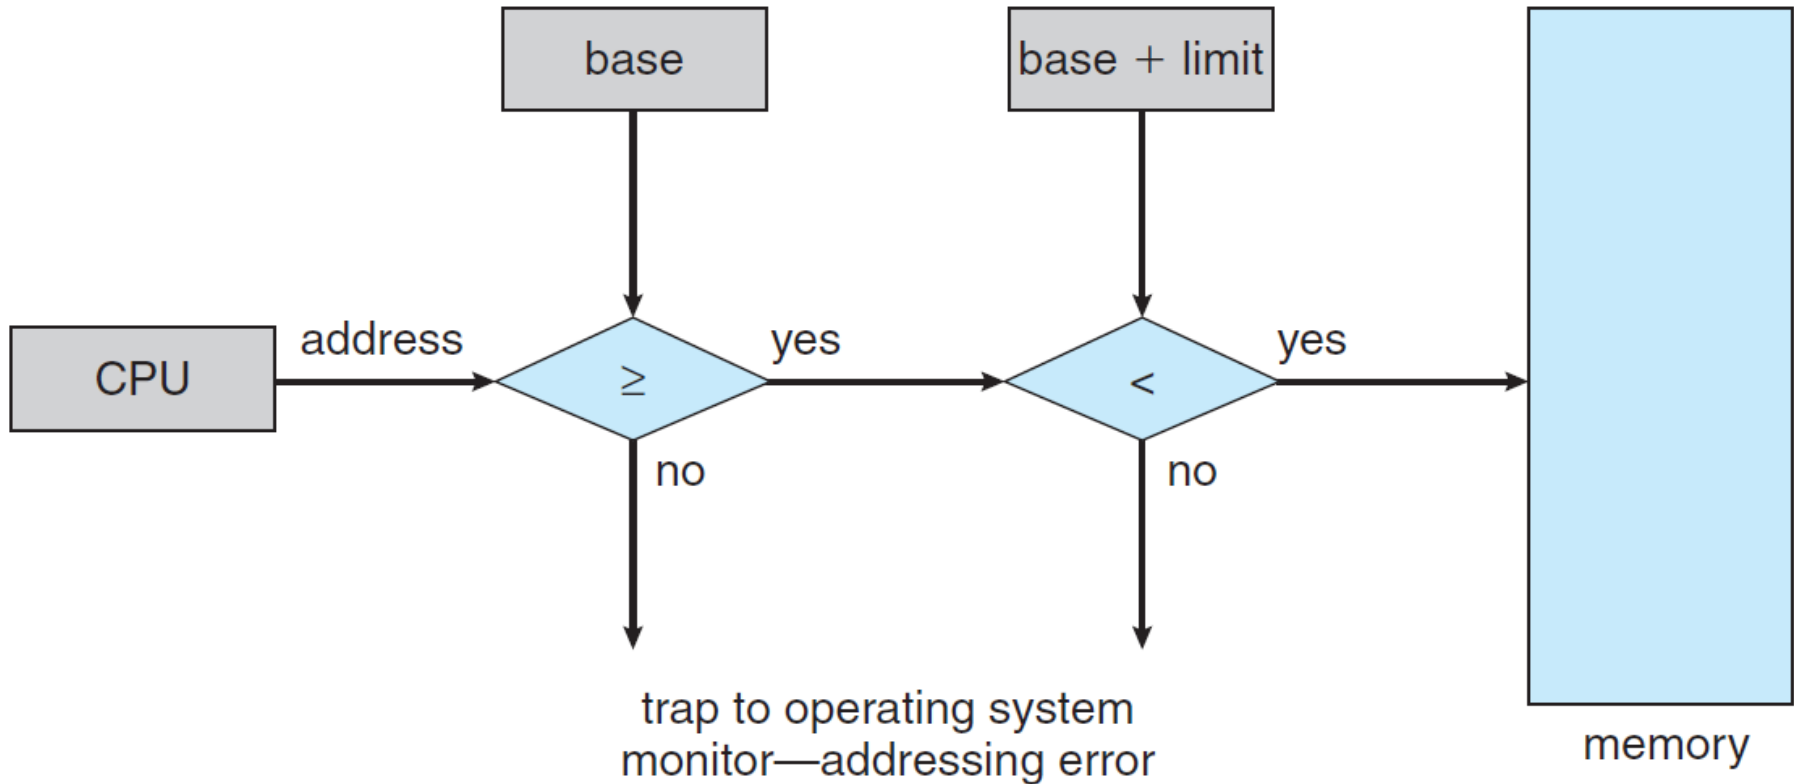 base
base + limit
CPU
address
≥
yes
<
yes
no
no
trap to operating system
monitor—addressing error
memory